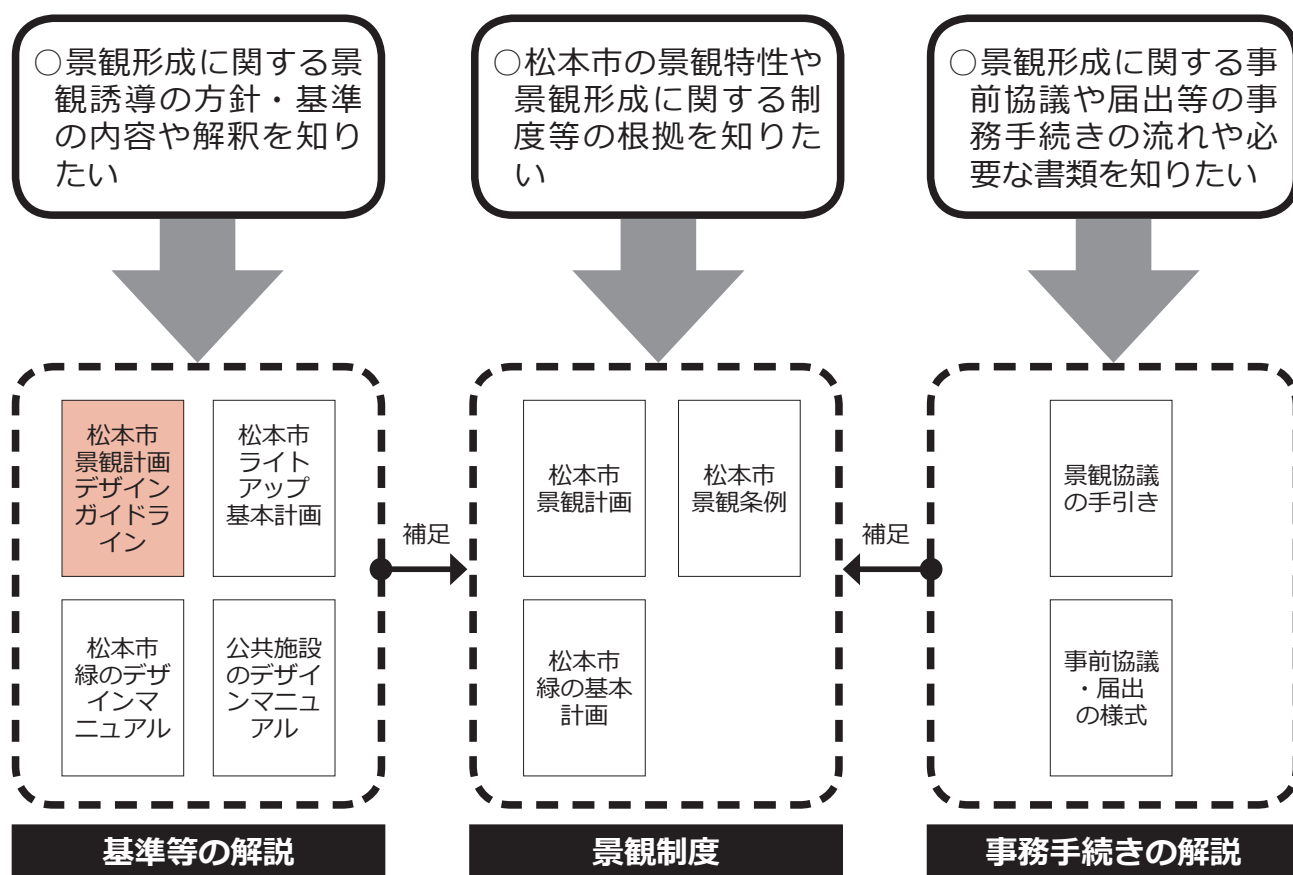 ○景観形成に関する景
観誘導の方針・基準
の内容や解釈を知り
たい
○松本市の景観特性や
景観形成に関する制
度等の根拠を知りた
い
○景観形成に関する事
前協議や届出等の事
務手続きの流れや必
要な書類を知りたい
松本市
景観計画
デザイン
ガイドラ
イン
松本市
ライト
アップ
基本計画
松本市
緑のデザ
インマ
ニュアル
公共施設
のデザイ
ンマニュ
アル
補足
松本市
景観計画
松本市
景観条例
松本市
緑の基本
計画
補足
景観協議
の手引き
事前協議
・届出
の様式
基準等の解説
景観制度
事務手続きの解説